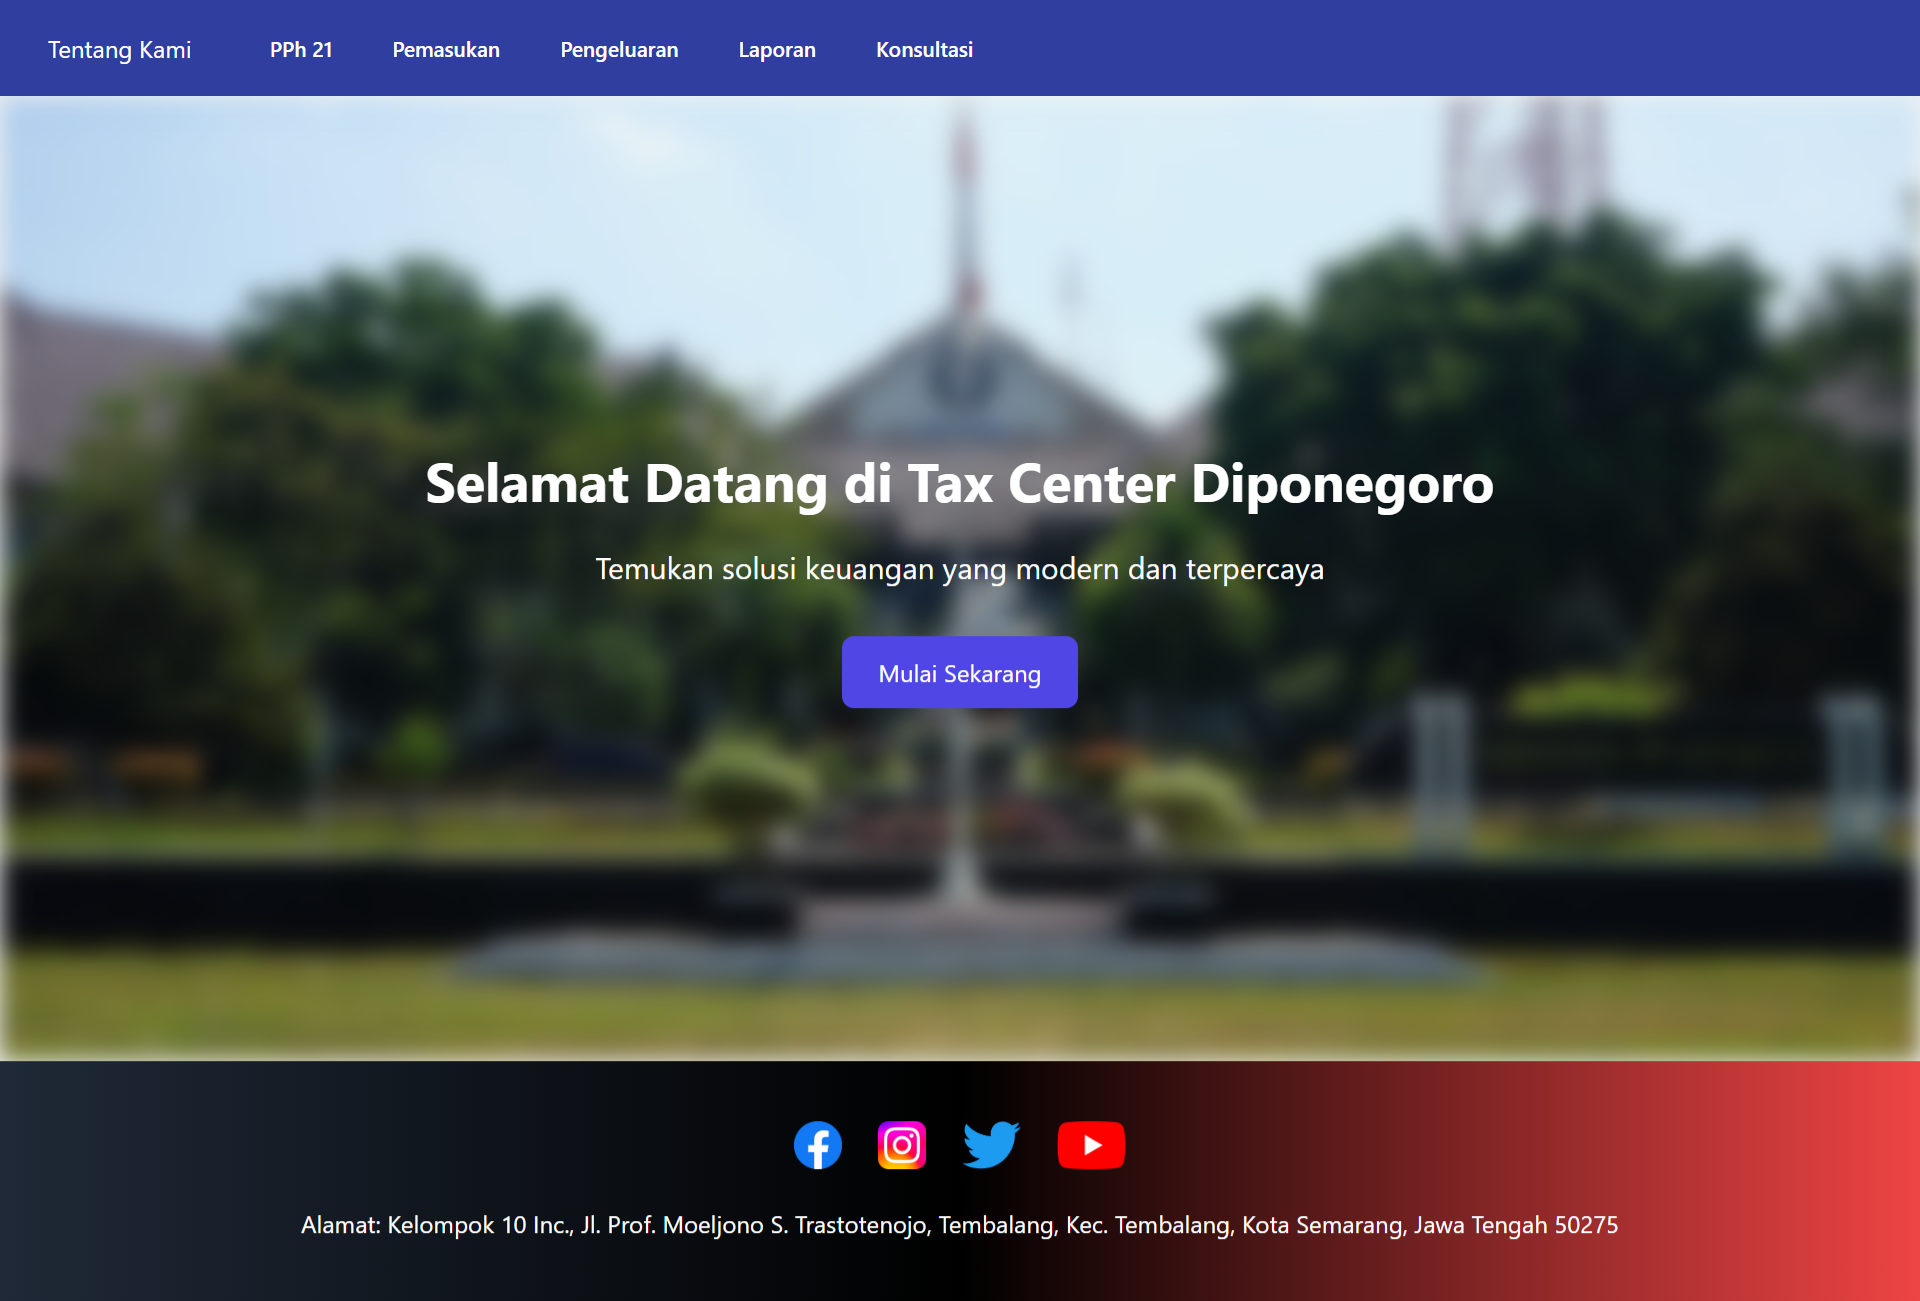 Tentang Kami
PPh 21
Pemasukan
Pengeluaran
Laporan
Konsultasi
Selamat Datang di Tax Center Diponegoro
Temukan solusi keuangan yang modern dan terpercaya
Mulai Sekarang
Alamat: Kelompok 10 Inc., Jl. Prof. Moeljono S. Trastotenojo, Tembalang, Kec. Tembalang, Kota Semarang, Jawa Tengah 50275